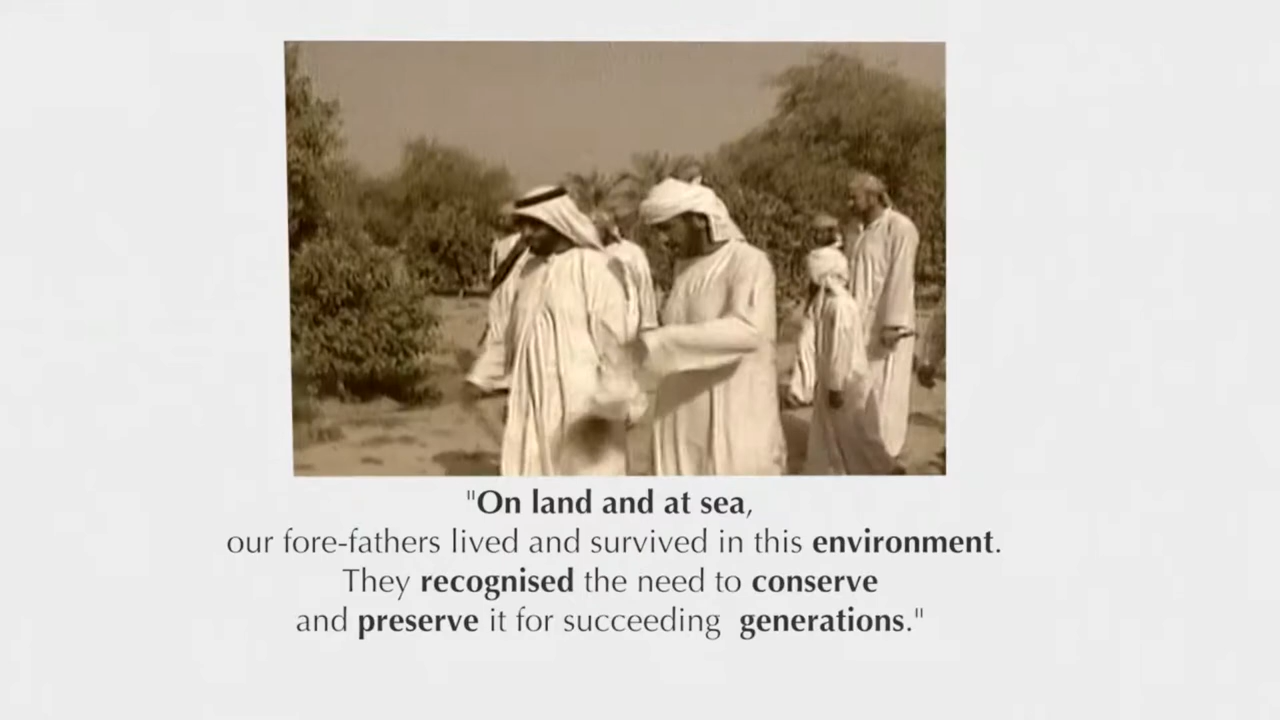 "On land and at sea,
our fore-fathers lived and survived in this environment.
They recognised the need to conserve
and preserve it for succeeding generations."